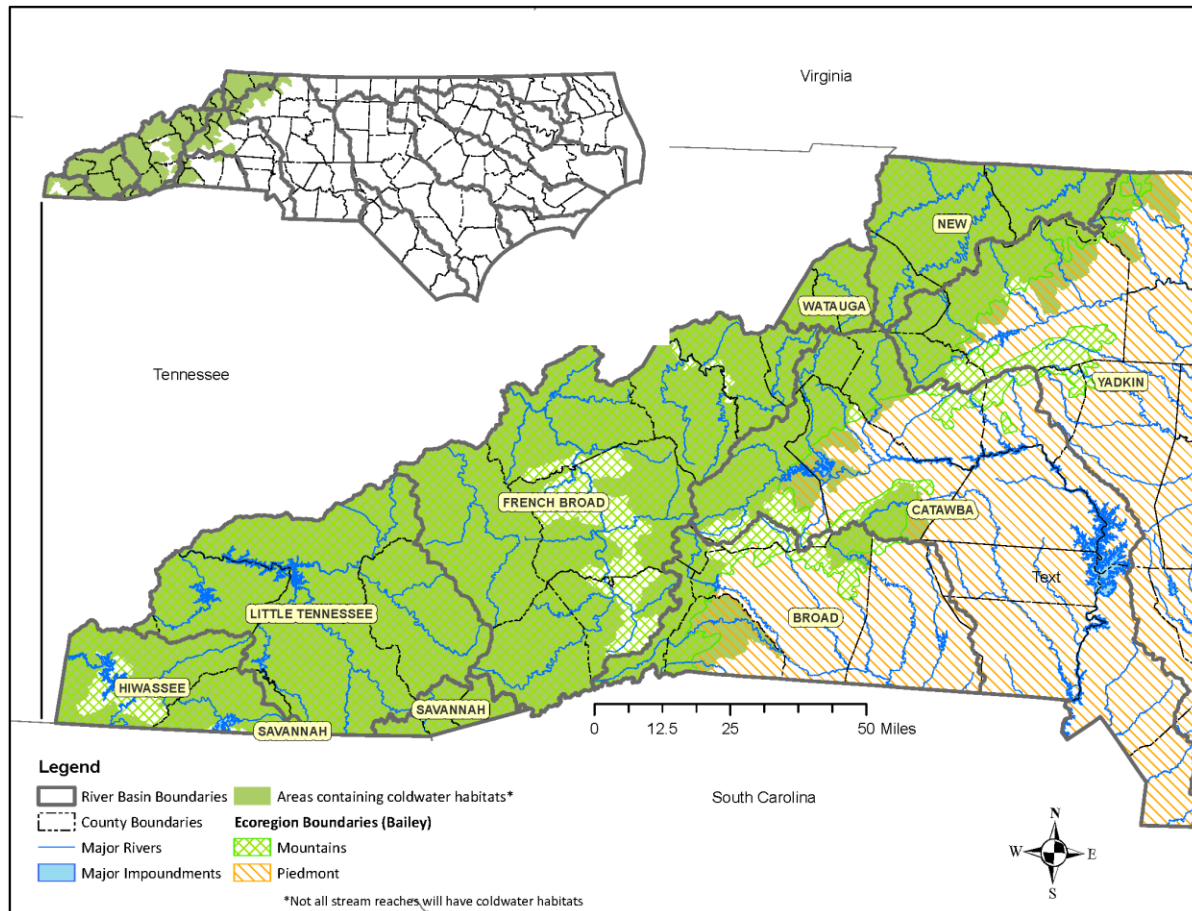 Virginia
NEW
WATAUGA
Tennessee
YADKIN
FRENCH BROAD
CATAWBA
Text
LITTLE TENNESSEE
BROAD
HIWASSEE
SAVANNAH
SAVANNAH
0 12.5 25 50 Miles
South Carolina
Legend
River Basin Boundaries
County Boundaries
Major Rivers
Major Impoundments
Areas containing coldwater habitats*
Ecoregion Boundaries (Bailey)
Mountains
Piedmont
*Not all stream reaches will have coldwater habitats
N
W E
S